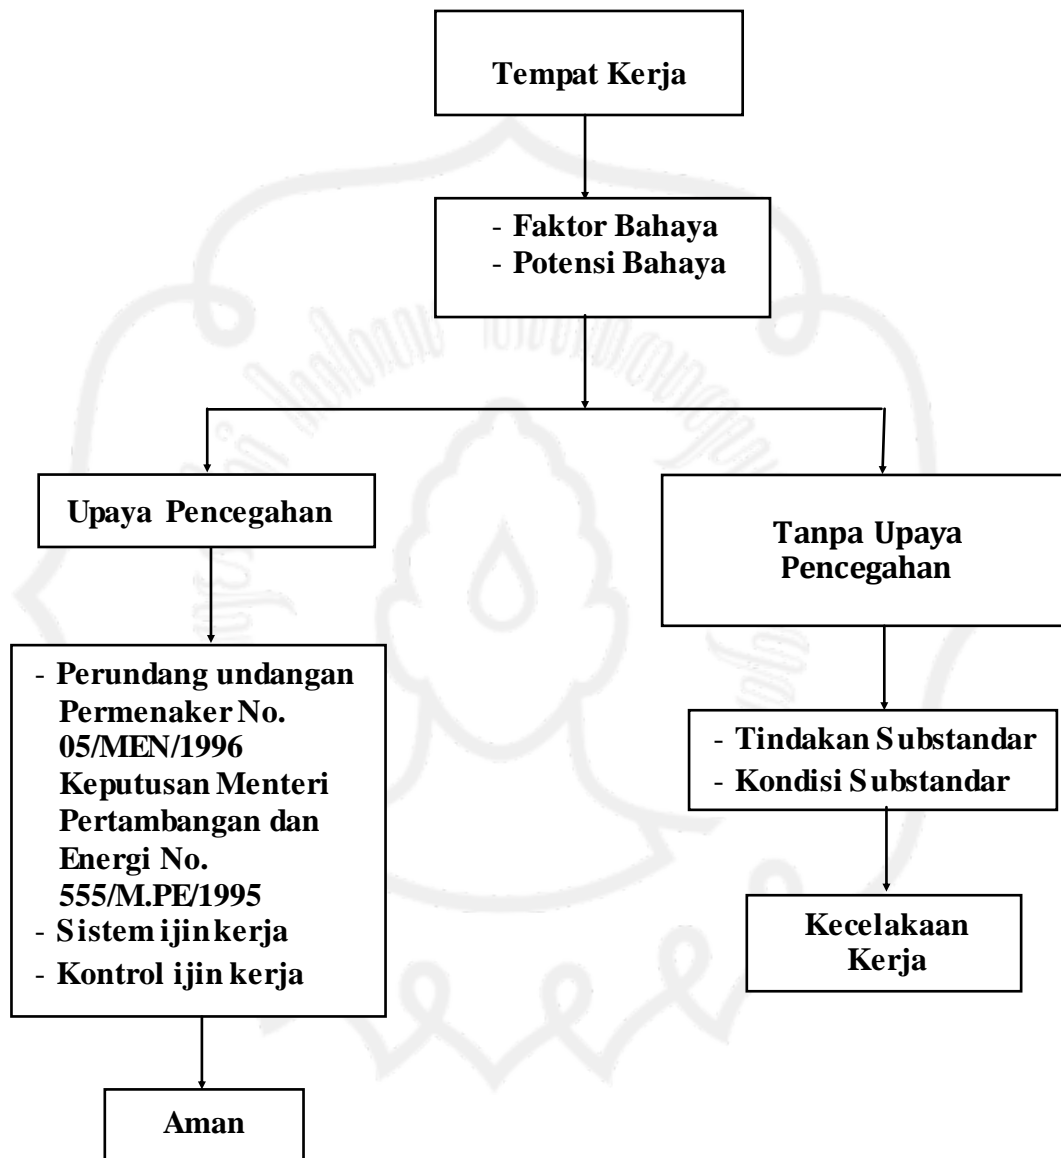 Tempat Kerja
- Faktor Bahaya
- Potensi Bahaya
Upaya Pencegahan
Tanpa Upaya
Pencegahan
- Perundang undangan
Permenaker No.
05/MEN/1996
Keputusan Menteri
Pertambangan dan
Energi No.
555/M.PE/1995
- Sistem ijin kerja
- Kontrol ijin kerja
- Tindakan Substandar
- Kondisi Substandar
Kecelakaan
Kerja
Aman